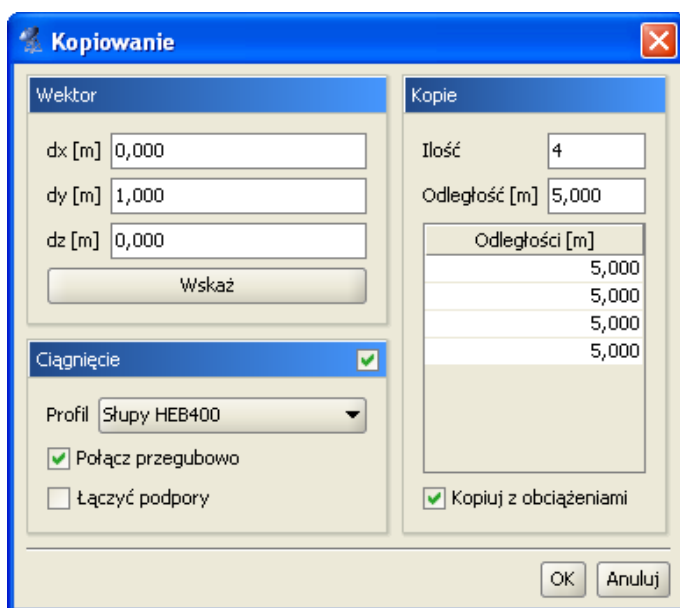 Kopiowanie
Wektor
dx [m] 0,000
dy [m] 1,000
dz [m] 0,000
Wskaż
Ciągnięcie
Profil Słupy HEB400
Połącz przegubowo
Łączyć podpory
Kopie
Ilość 4
Odległość [m] 5,000
Odległości [m]
5,000
5,000
5,000
5,000
Kopiuj z obciążeniami
OK Anuluj